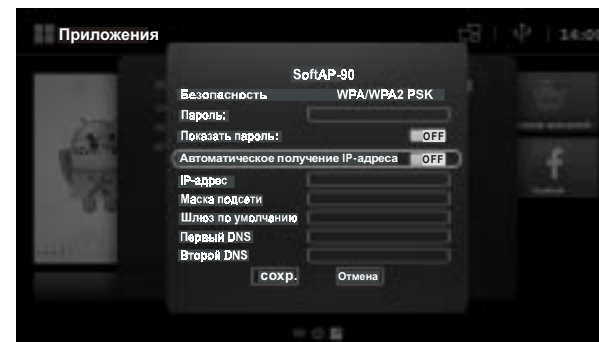 Приложения
14:0
SoftAP-90
Безопасность WPA/WPA2 PSK
Пароль:
Показать пароль: OFF
Автоматическое получение IP-адреса OFF
IP-адрес
Маска подсети
Шлюз по умолчанию
Первый DNS
Второй DNS
сохр. Отмена